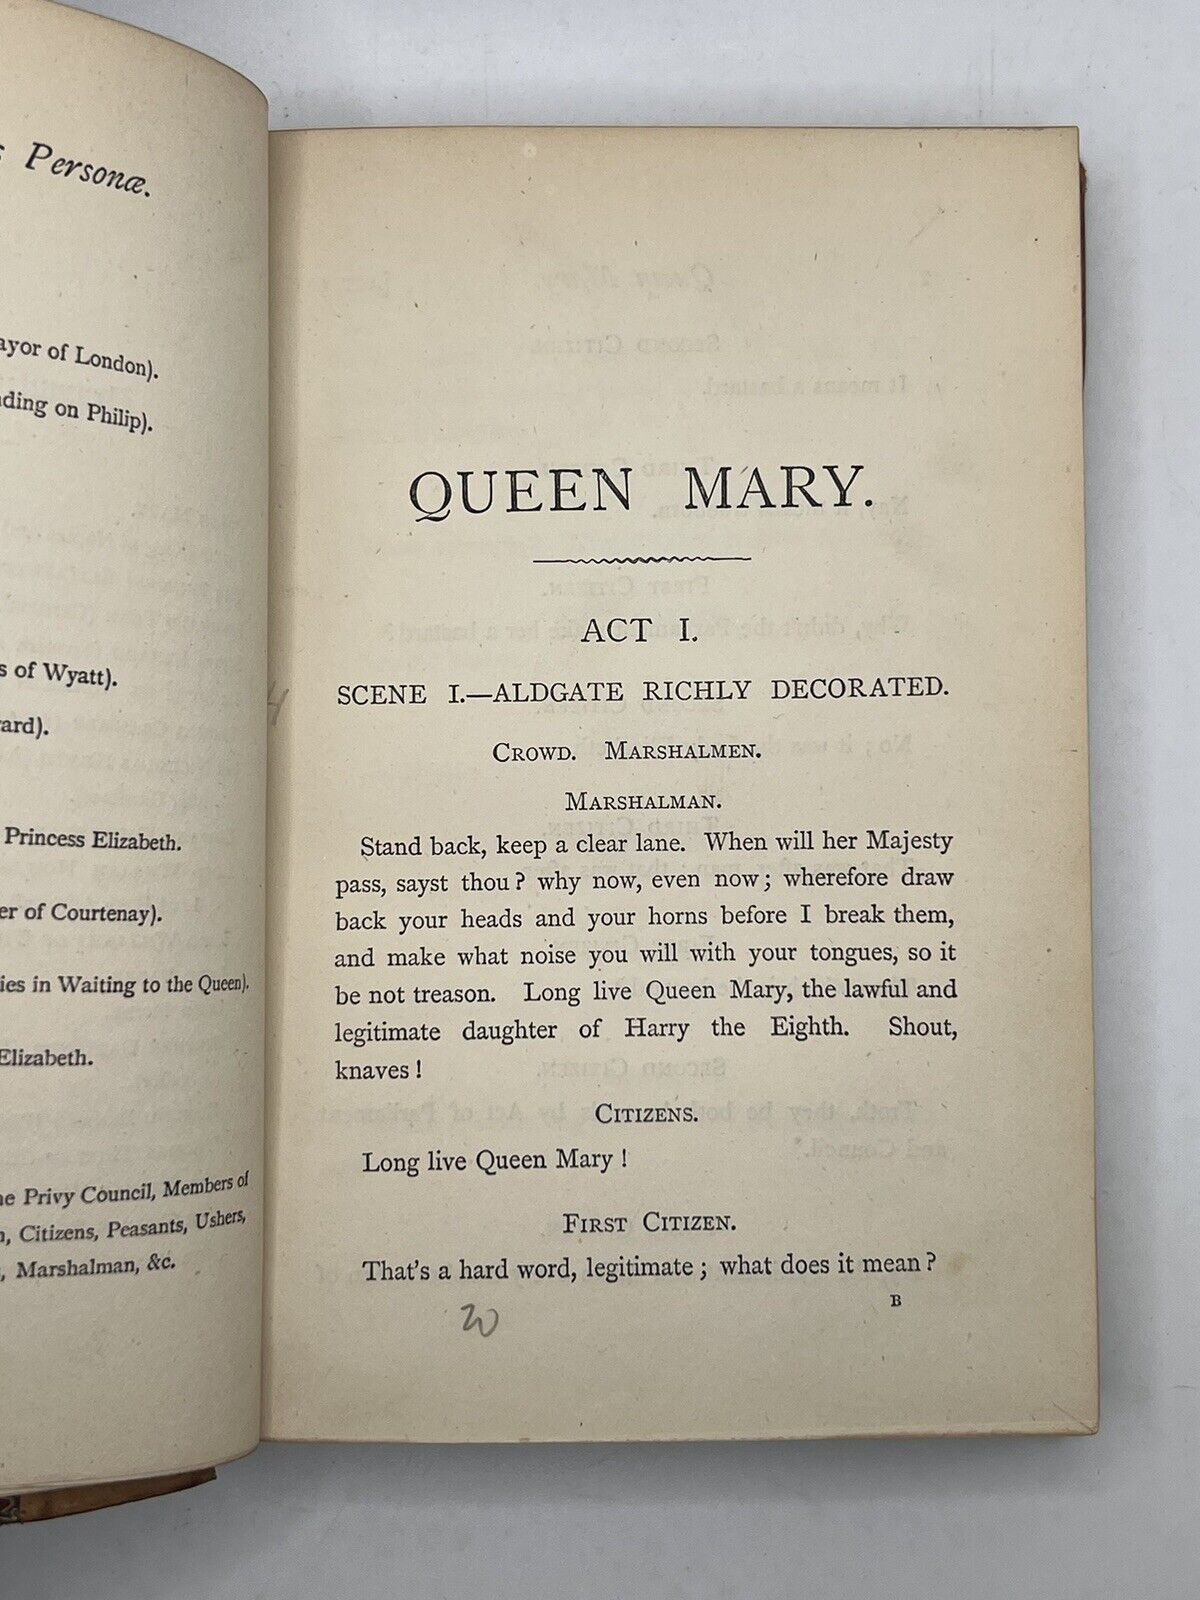 Personæ.
ayor of London).
ding on Philip).
s of Wyatt).
ard).
Princess Elizabeth.
er of Courtenay).
ies in Waiting to the Queen).
Elizabeth.
he Privy Council, Members of
n, Citizens, Peasants, Ushers,
, Marshalman, &c.
QUEEN MARY.
ACT I.
SCENE I.—ALDGATE RICHLY DECORATED.
CROWD. MARSHALMEN.
MARSHALMAN.
Stand back, keep a clear lane. When will her Majesty
pass, sayst thou? why now, even now; wherefore draw
back your heads and your horns before I break them,
and make what noise you will with your tongues, so it
be not treason. Long live Queen Mary, the lawful and
legitimate daughter of Harry the Eighth. Shout,
knaves!
CITIZENS.
Long live Queen Mary!
FIRST CITIZEN.
That's a hard word, legitimate; what does it mean?
B